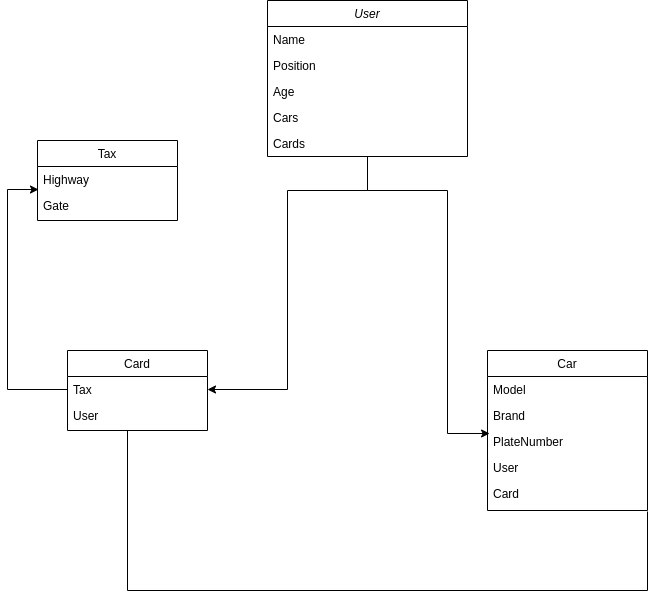 User
Name
Position
Age
Cars
Cards
Tax
Highway
Gate
Card
Tax
User
Car
Model
Brand
PlateNumber
User
Card